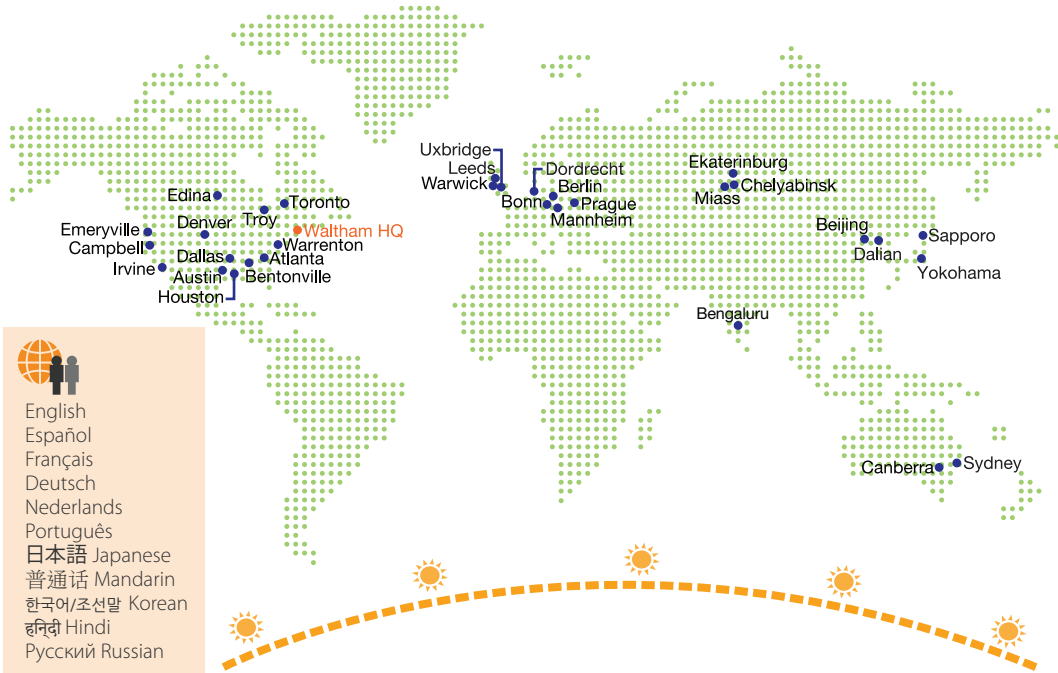 Uxbridge
Leeds
Warwick
Dordrecht
Berlin
Bonn
Prague
Mannheim
Ekaterinburg
Chelyabinsk
Miass
Edina
Toronto
Troy
Denver
Emeryville
Campbell
Irvine
Waltham HQ
Warrenton
Dallas
Atlanta
Austin
Bentonville
Houston
Beijing
Dalian
Sapporo
Yokohama
Bengaluru
Canberra
Sydney
English
Español
Français
Deutsch
Nederlands
Português
日本語 Japanese
普通话 Mandarin
한국어/조선말 Korean
हिन्दी Hindi
Русский Russian